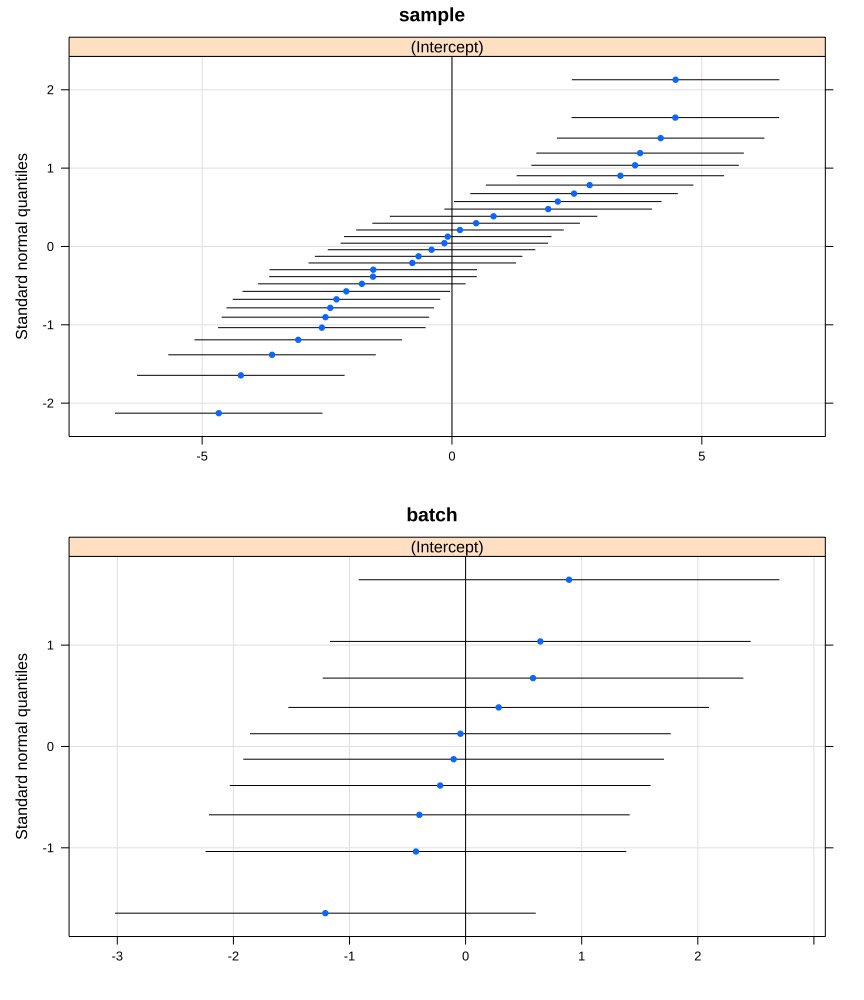 sample
(Intercept)
Standard normal quantiles
2
1
0
-1
-2
-5
0
5
batch
(Intercept)
Standard normal quantiles
1
0
-1
-3
-2
-1
0
1
2